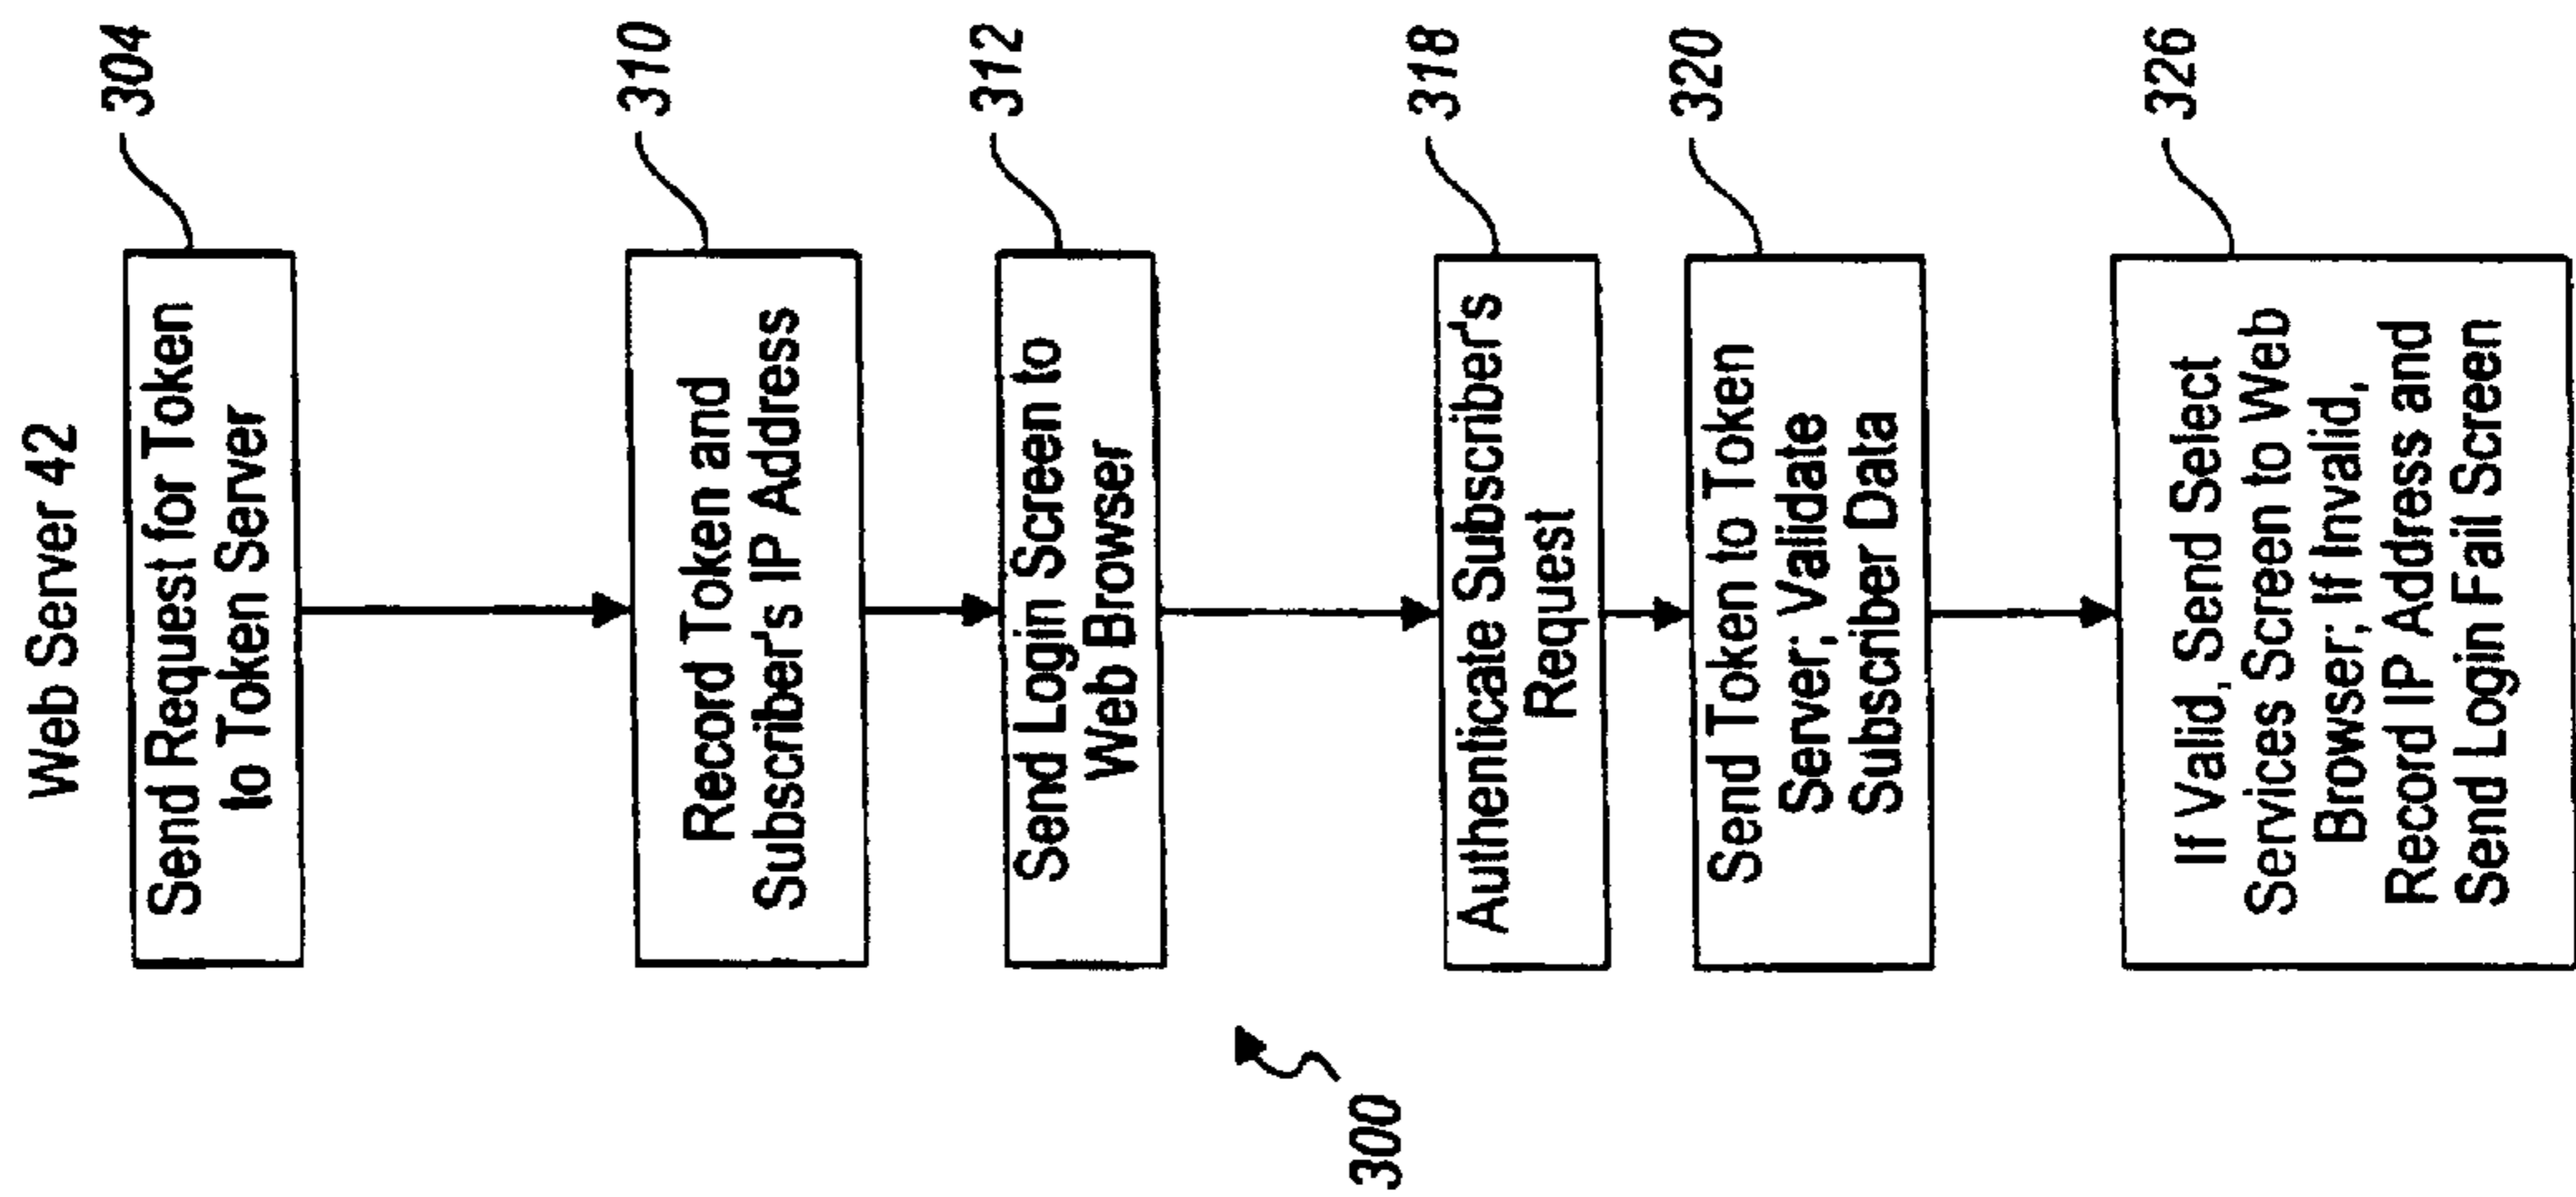 Web Server 42
Send Request for Token
to Token Server
304
Record Token and
Subscriber's IP Address
310
Send Login Screen to
Web Browser
312
Authenticate Subscriber's
Request
318
Send Token to Token
Server; Validate
Subscriber Data
320
If Valid, Send Select
Services Screen to Web
Browser; If Invalid,
Record IP Address and
Send Login Fail Screen
326
300